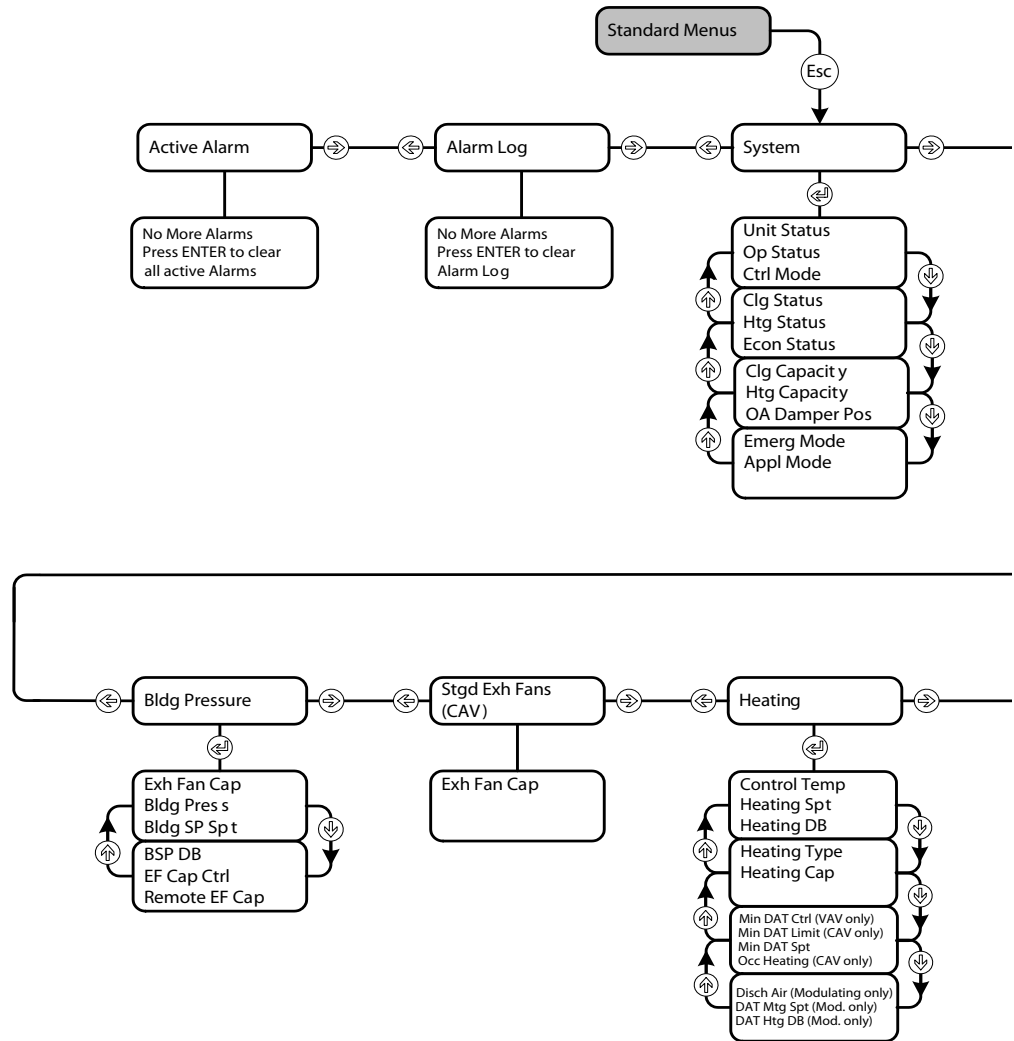 Standard Menus
Esc
Active Alarm
Alarm Log
System
No More Alarms
Press ENTER to clear
all active Alarms
No More Alarms
Press ENTER to clear
Alarm Log
Unit Status
Op Status
Ctrl Mode
Clg Status
Htg Status
Econ Status
Clg Capacity
Htg Capacity
OA Damper Pos
Emerg Mode
Appl Mode
Bldg Pressure
Stgd Exh Fans
(CAV)
Heating
Exh Fan Cap
Bldg Press
Bldg SP Spt
BSP DB
EF Cap Ctrl
Remote EF Cap
Exh Fan Cap
Control Temp
Heating Spt
Heating DB
Heating Type
Heating Cap
Min DAT Ctrl (VAV only)
Min DAT Limit (CAV only)
Min DAT Spt
Occ Heating (CAV only)
Disch Air (Modulating only)
DAT Mtg Spt (Mod. only)
DAT Htg DB (Mod. only)